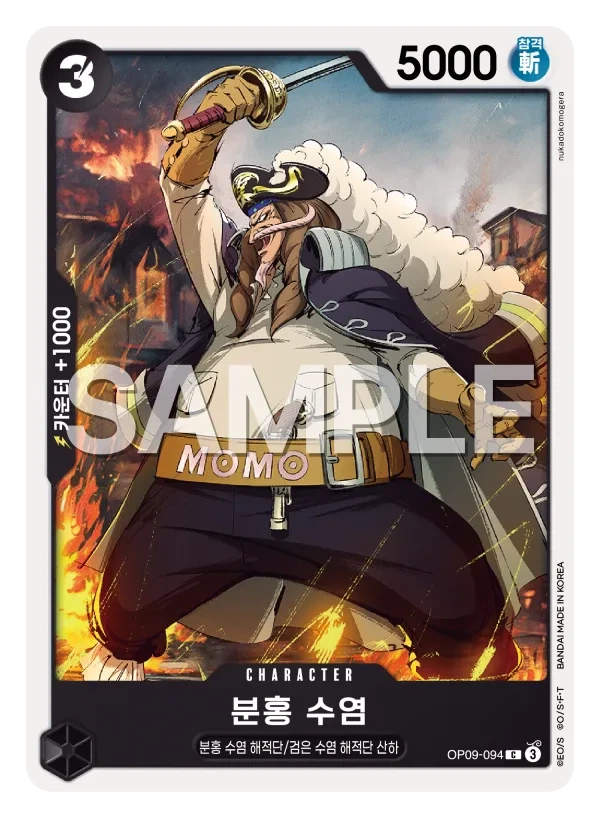 3
5000
참격
斬
nukadokomogera
⚡카운터 +1000
SAMPLE
MOMO
CHARACTER
분홍 수염
분홍 수염 해적단/검은 수염 해적단 산하
OP09-094 C 3
©EO/S ©O/S・F・T BANDAI MADE IN KOREA